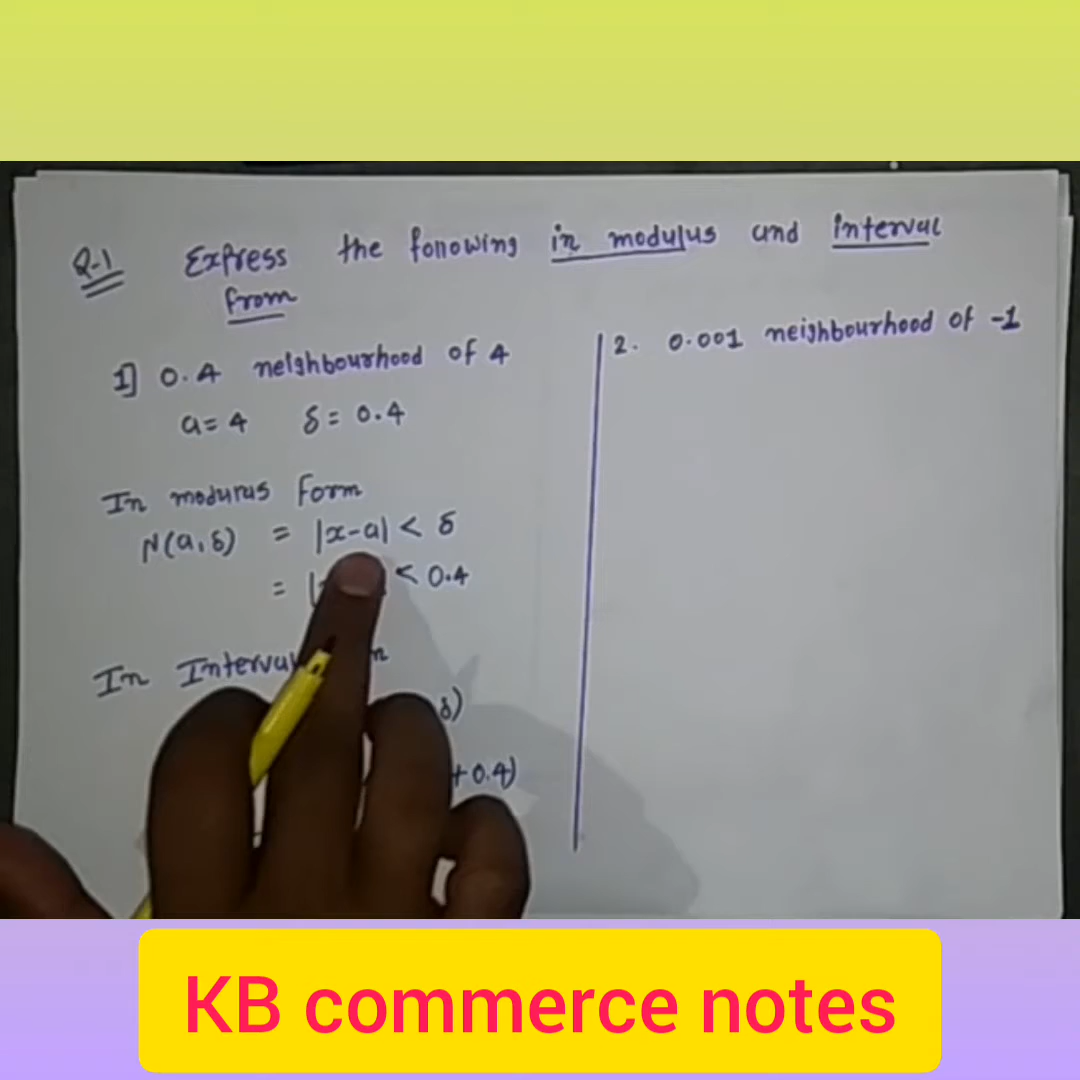 Q-1 Express the following in modulus and interval
from
1] 0.4 neighbourhood of 4
a = 4 δ = 0.4
In modulus form
N(a, δ) = |x-a| < δ
= | < 0.4
In Interval
δ)
+0.4)
2. 0.001 neighbourhood of -1
KB commerce notes